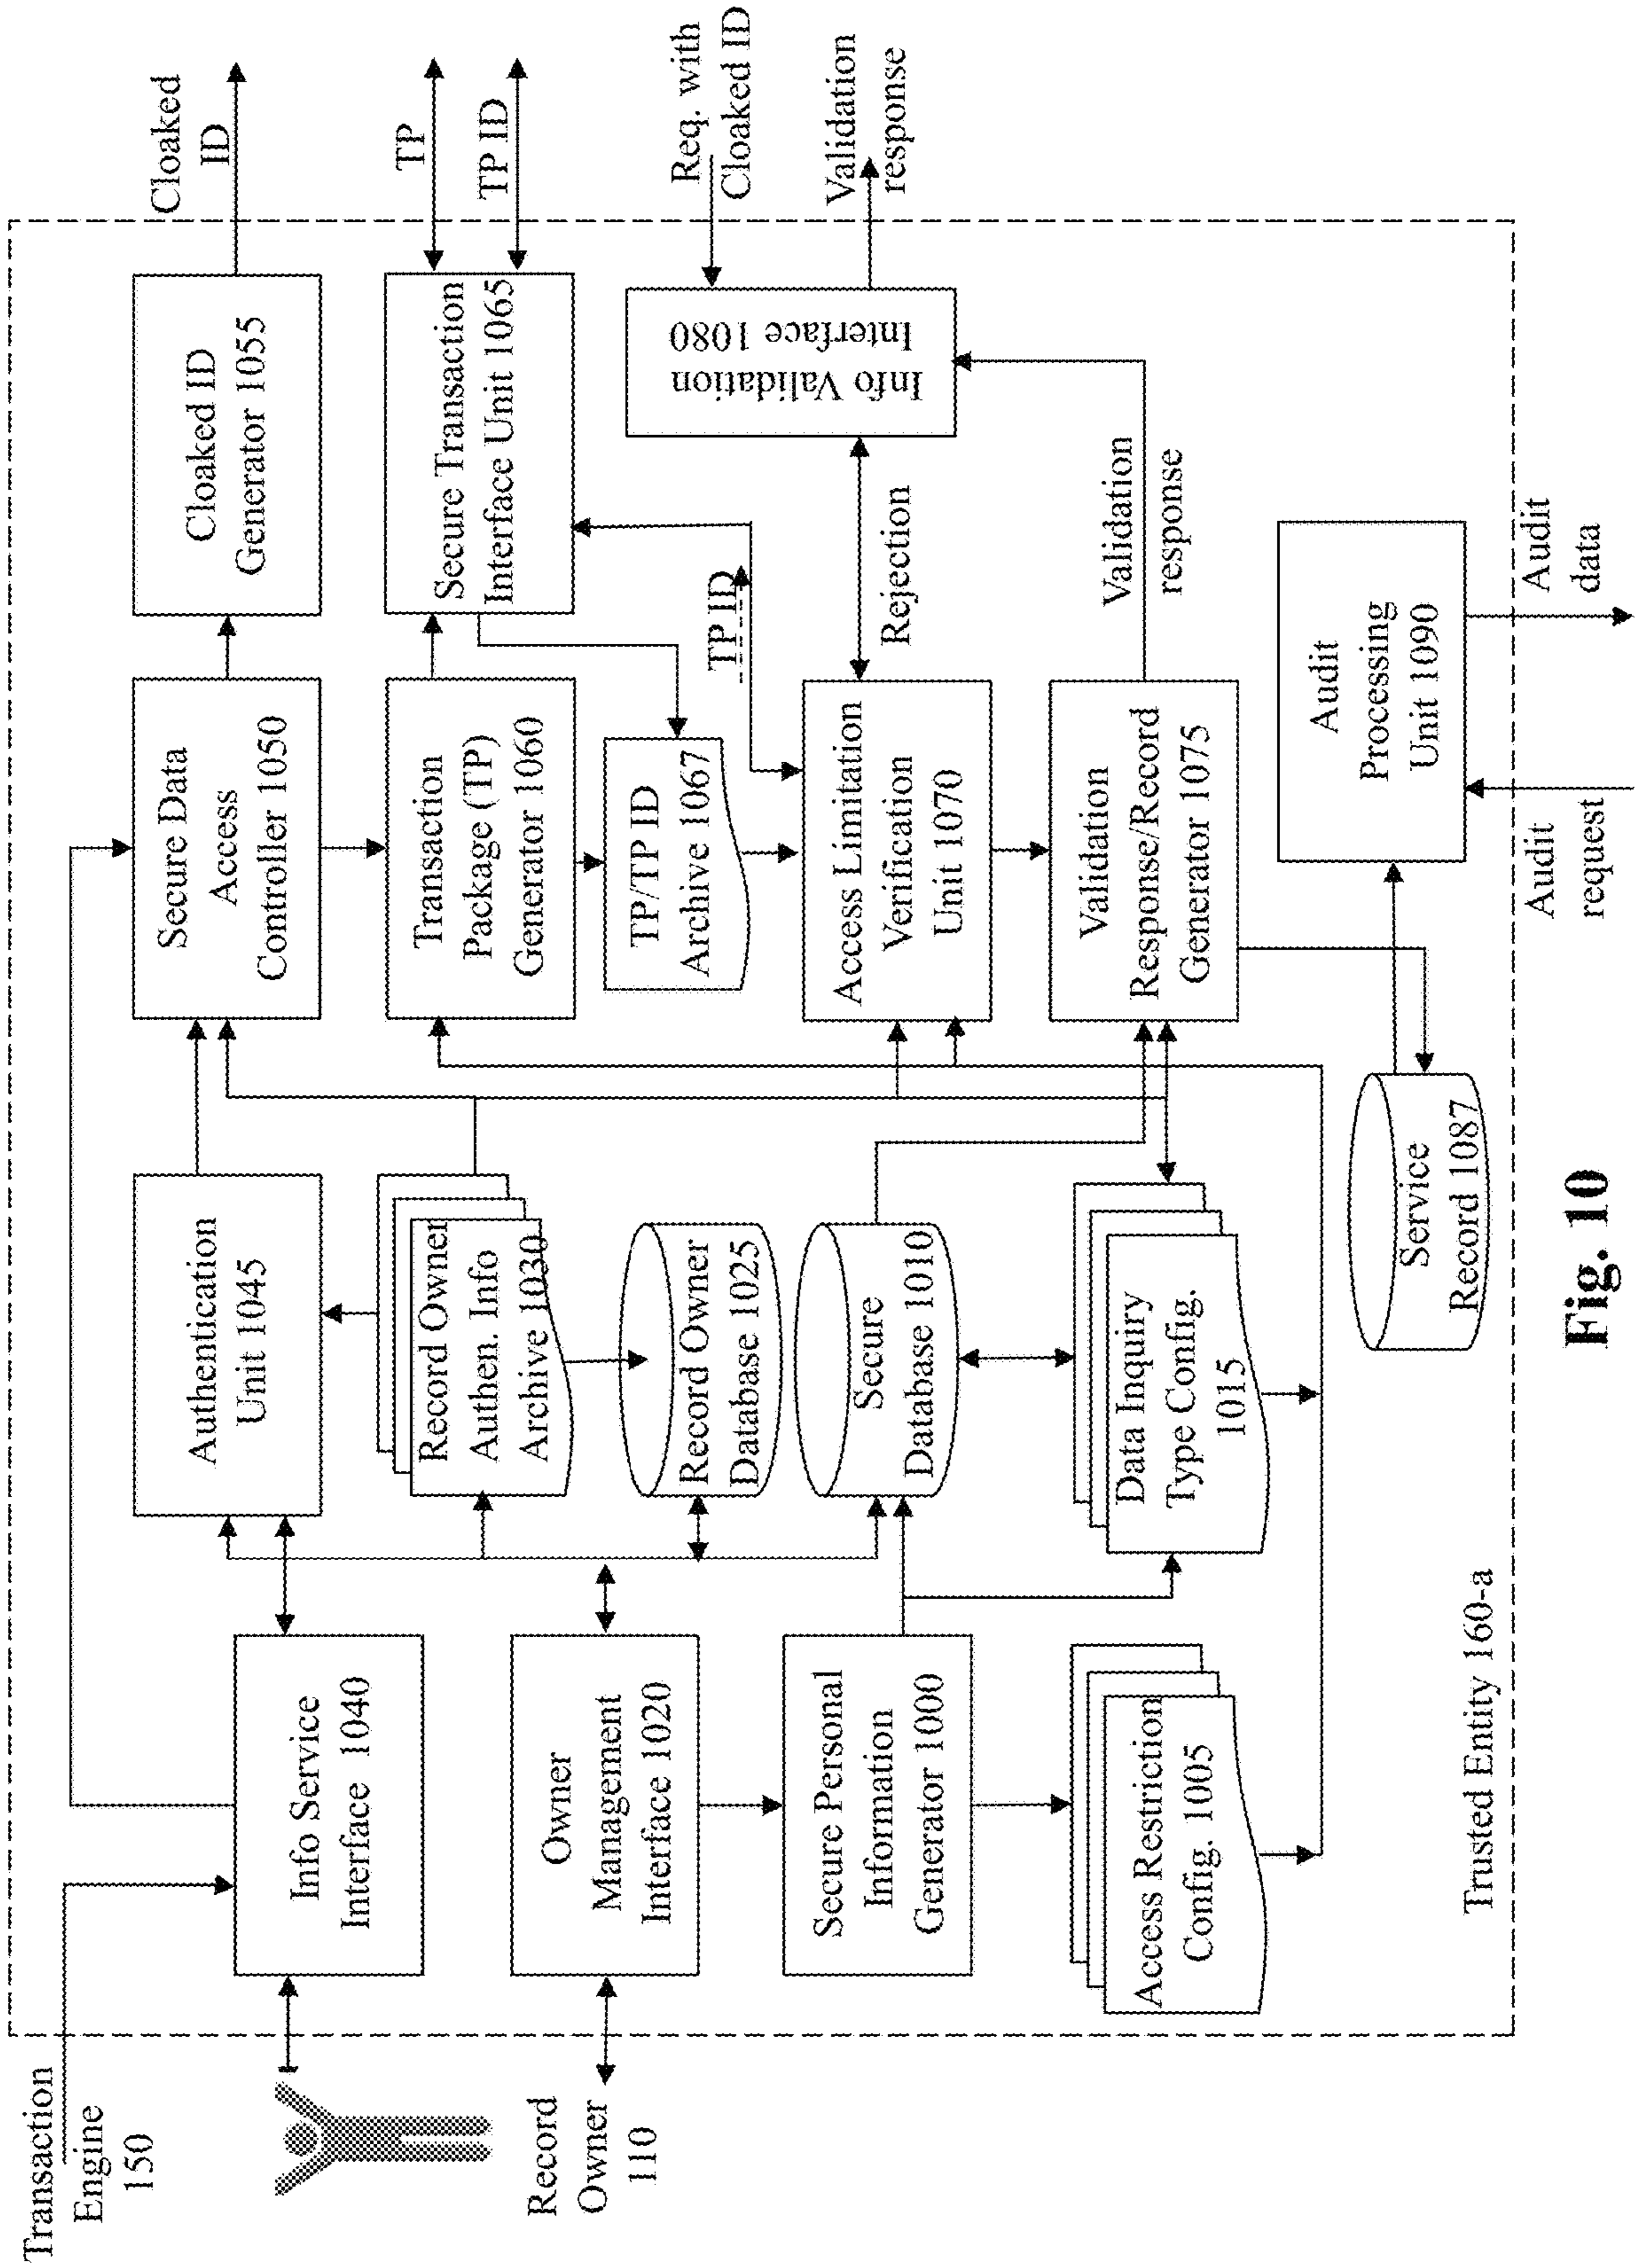 Transaction
Engine
150
Record
Owner
110
Info Service
Interface 1040
Owner
Management
Interface 1020
Secure Personal
Information
Generator 1000
Access Restriction
Config. 1005
Authentication
Unit 1045
Record Owner
Authen. Info
Archive 1030
Record Owner
Database 1025
Secure
Database 1010
Data Inquiry
Type Config.
1015
Secure Data
Access
Controller 1050
Transaction
Package (TP)
Generator 1060
TP/TP ID
Archive 1067
Access Limitation
Verification
Unit 1070
Validation
Response/Record
Generator 1075
Service
Record 1087
Cloaked ID
Generator 1055
Secure Transaction
Interface Unit 1065
TP ID
Rejection
Info Validation
Interface 1080
Validation
response
Audit
Processing
Unit 1090
Cloaked
ID
TP
TP ID
Req. with
Cloaked ID
Validation
response
Audit
request
Audit
data
Trusted Entity 160-a
Fig. 10